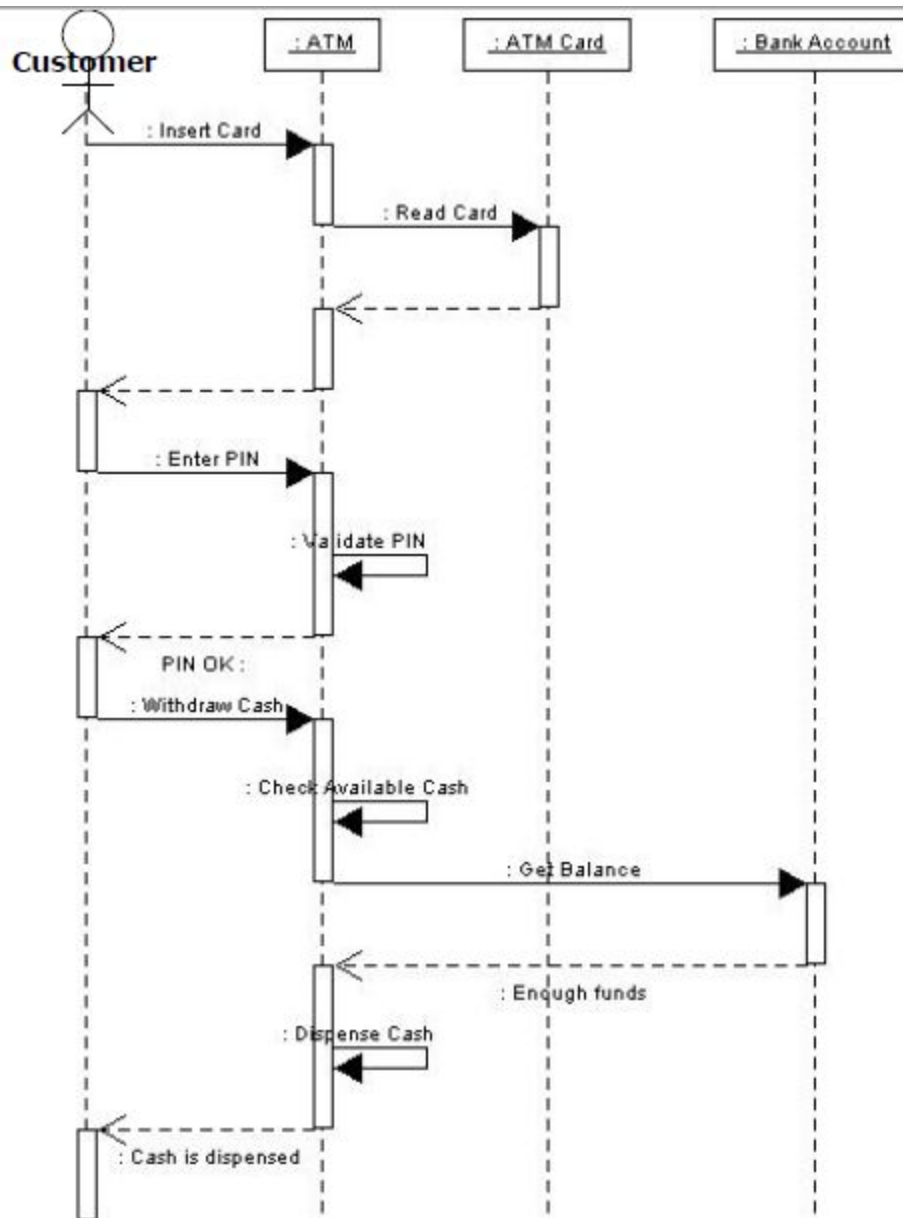 Customer
: ATM
: ATM Card
: Bank Account
: Insert Card
: Read Card
: Enter PIN
: Validate PIN
PIN OK :
: Withdraw Cash
: Check Available Cash
: Get Balance
: Enough funds
: Dispense Cash
: Cash is dispensed